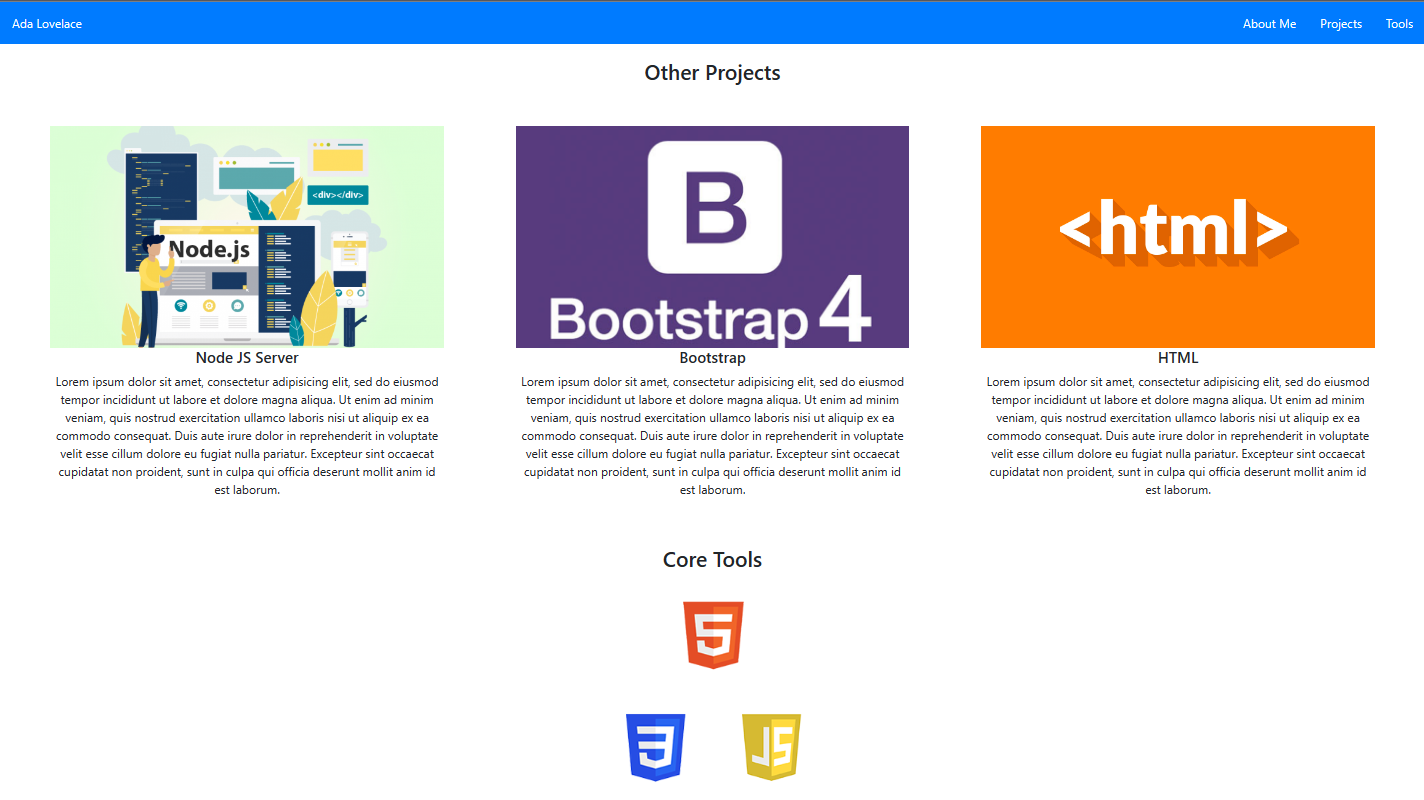 Ada Lovelace
About Me
Projects
Tools
Other Projects
<div></div>
Node.js
B
Bootstrap 4
<html>
Node JS Server
Lorem ipsum dolor sit amet, consectetur adipisicing elit, sed do eiusmod
tempor incididunt ut labore et dolore magna aliqua. Ut enim ad minim
veniam, quis nostrud exercitation ullamco laboris nisi ut aliquip ex ea
commodo consequat. Duis aute irure dolor in reprehenderit in voluptate
velit esse cillum dolore eu fugiat nulla pariatur. Excepteur sint occaecat
cupidatat non proident, sunt in culpa qui officia deserunt mollit anim id
est laborum.
Bootstrap
Lorem ipsum dolor sit amet, consectetur adipisicing elit, sed do eiusmod
tempor incididunt ut labore et dolore magna aliqua. Ut enim ad minim
veniam, quis nostrud exercitation ullamco laboris nisi ut aliquip ex ea
commodo consequat. Duis aute irure dolor in reprehenderit in voluptate
velit esse cillum dolore eu fugiat nulla pariatur. Excepteur sint occaecat
cupidatat non proident, sunt in culpa qui officia deserunt mollit anim id
est laborum.
HTML
Lorem ipsum dolor sit amet, consectetur adipisicing elit, sed do eiusmod
tempor incididunt ut labore et dolore magna aliqua. Ut enim ad minim
veniam, quis nostrud exercitation ullamco laboris nisi ut aliquip ex ea
commodo consequat. Duis aute irure dolor in reprehenderit in voluptate
velit esse cillum dolore eu fugiat nulla pariatur. Excepteur sint occaecat
cupidatat non proident, sunt in culpa qui officia deserunt mollit anim id
est laborum.
Core Tools
5
3
JS